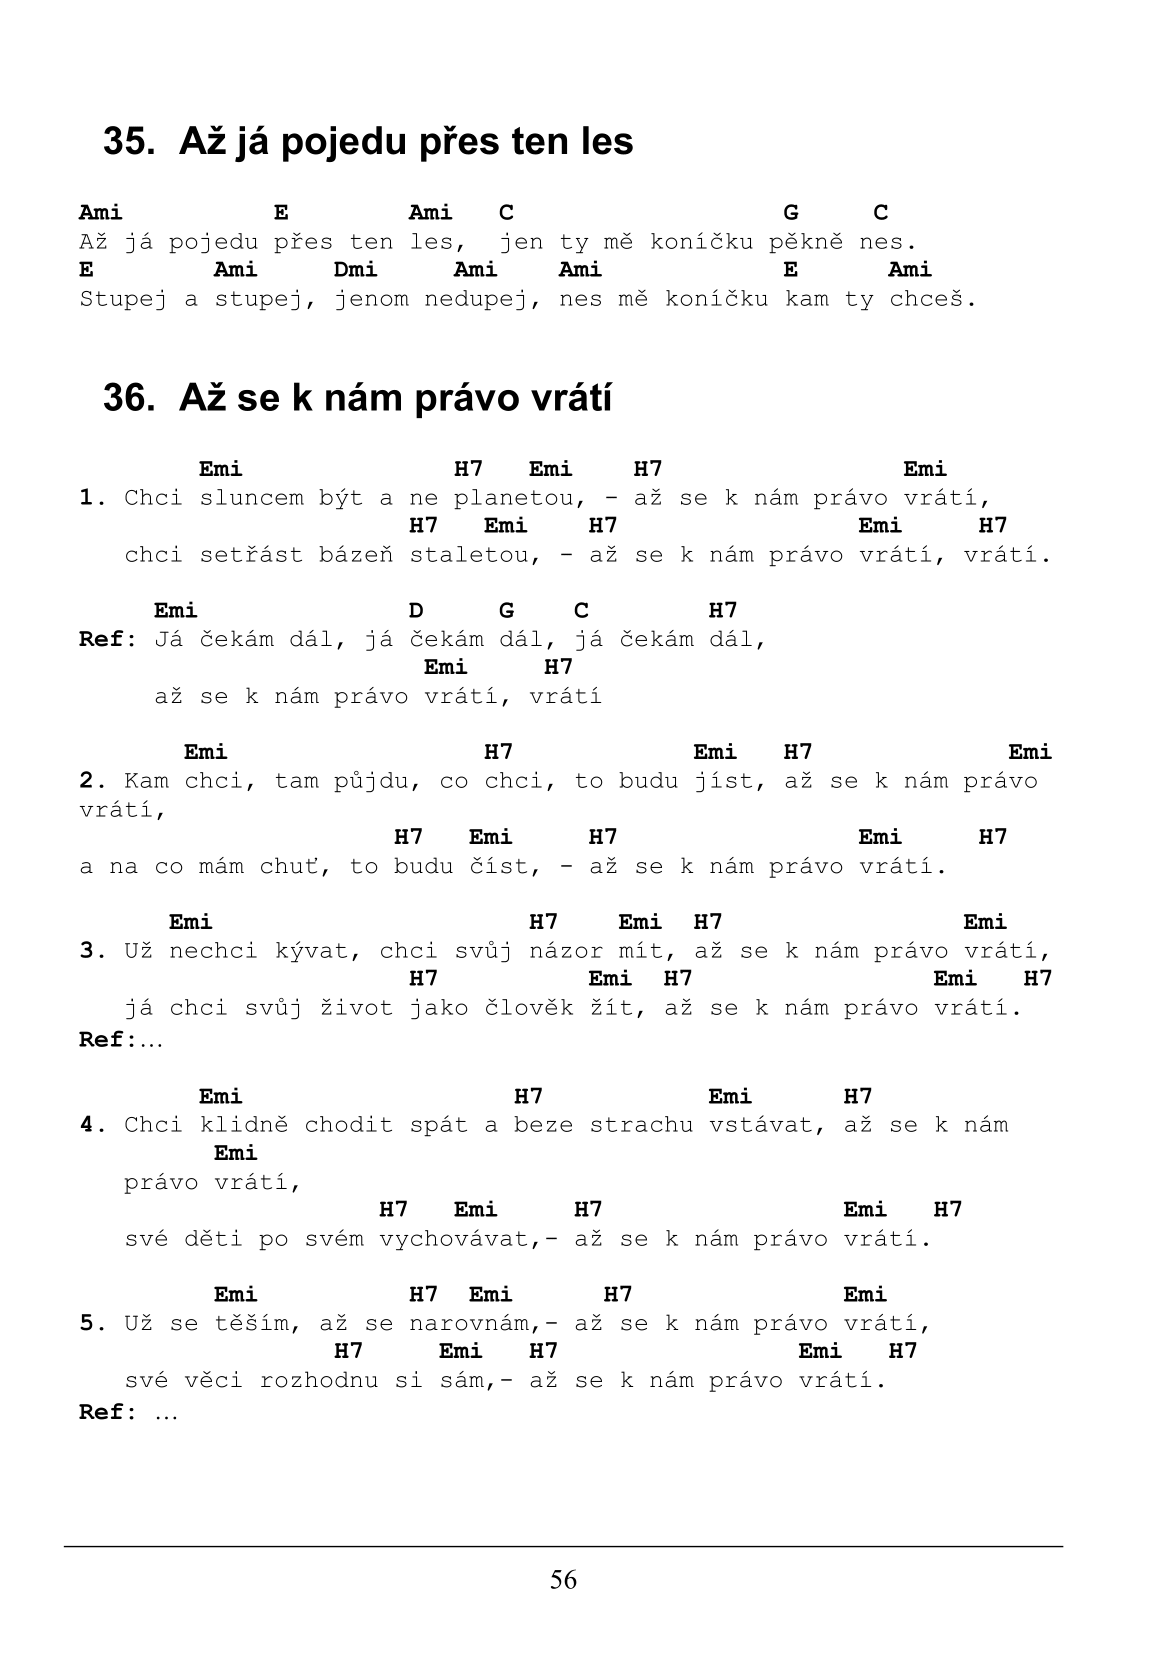 35. Až já pojedu přes ten les
Ami          E        Ami   C                  G     C
Až já pojedu přes ten les,  jen ty mě koníčku pěkně nes.
E        Ami     Dmi     Ami    Ami            E      Ami
Stupej a stupej, jenom nedupej, nes mě koníčku kam ty chceš.
36. Až se k nám právo vrátí
        Emi              H7   Emi    H7                Emi
1. Chci sluncem být a ne planetou, - až se k nám právo vrátí,
                      H7   Emi    H7                Emi     H7
   chci setřást bázeň staletou, - až se k nám právo vrátí, vrátí.
     Emi              D     G    C        H7
Ref: Já čekám dál, já čekám dál, já čekám dál,
                       Emi     H7
     až se k nám právo vrátí, vrátí
       Emi                 H7            Emi   H7             Emi
2. Kam chci, tam půjdu, co chci, to budu jíst, až se k nám právo
vrátí,
                     H7   Emi     H7                Emi     H7
a na co mám chuť, to budu číst, - až se k nám právo vrátí.
      Emi                     H7    Emi  H7                Emi
3. Už nechci kývat, chci svůj názor mít, až se k nám právo vrátí,
                      H7          Emi  H7                Emi   H7
   já chci svůj život jako člověk žít, až se k nám právo vrátí.
Ref:…
        Emi                  H7           Emi      H7
4. Chci klidně chodit spát a beze strachu vstávat, až se k nám
         Emi
   právo vrátí,
                    H7   Emi     H7                Emi   H7
   své děti po svém vychovávat,- až se k nám právo vrátí.
         Emi          H7  Emi      H7              Emi
5. Už se těším, až se narovnám,- až se k nám právo vrátí,
                 H7     Emi   H7                Emi   H7
   své věci rozhodnu si sám,- až se k nám právo vrátí.
Ref: …
56